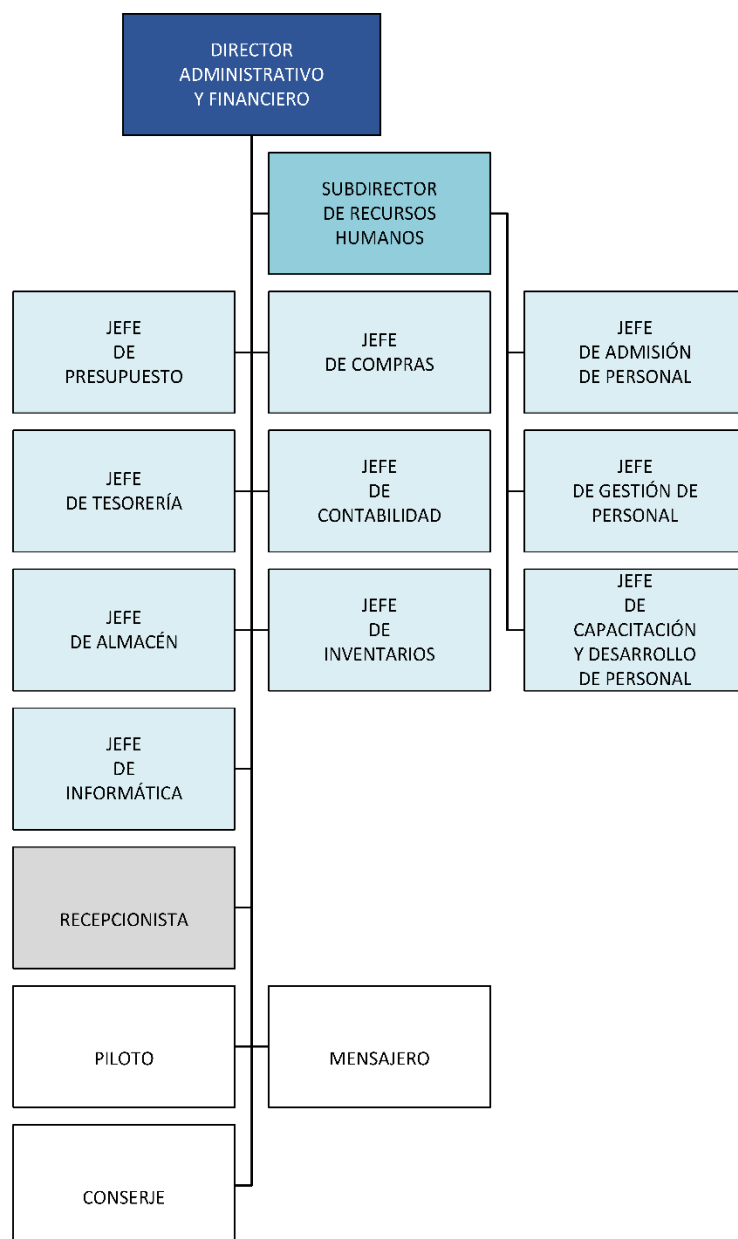 DIRECTOR
ADMINISTRATIVO
Y FINANCIERO
SUBDIRECTOR
DE RECURSOS
HUMANOS
JEFE
DE
PRESUPUESTO
JEFE
DE COMPRAS
JEFE
DE ADMISIÓN
DE PERSONAL
JEFE
DE TESORERÍA
JEFE
DE
CONTABILIDAD
JEFE
DE GESTIÓN DE
PERSONAL
JEFE
DE ALMACÉN
JEFE
DE
INVENTARIOS
JEFE
DE
CAPACITACIÓN
Y DESARROLLO
DE PERSONAL
JEFE
DE
INFORMÁTICA
RECEPCIONISTA
PILOTO
MENSAJERO
CONSERJE